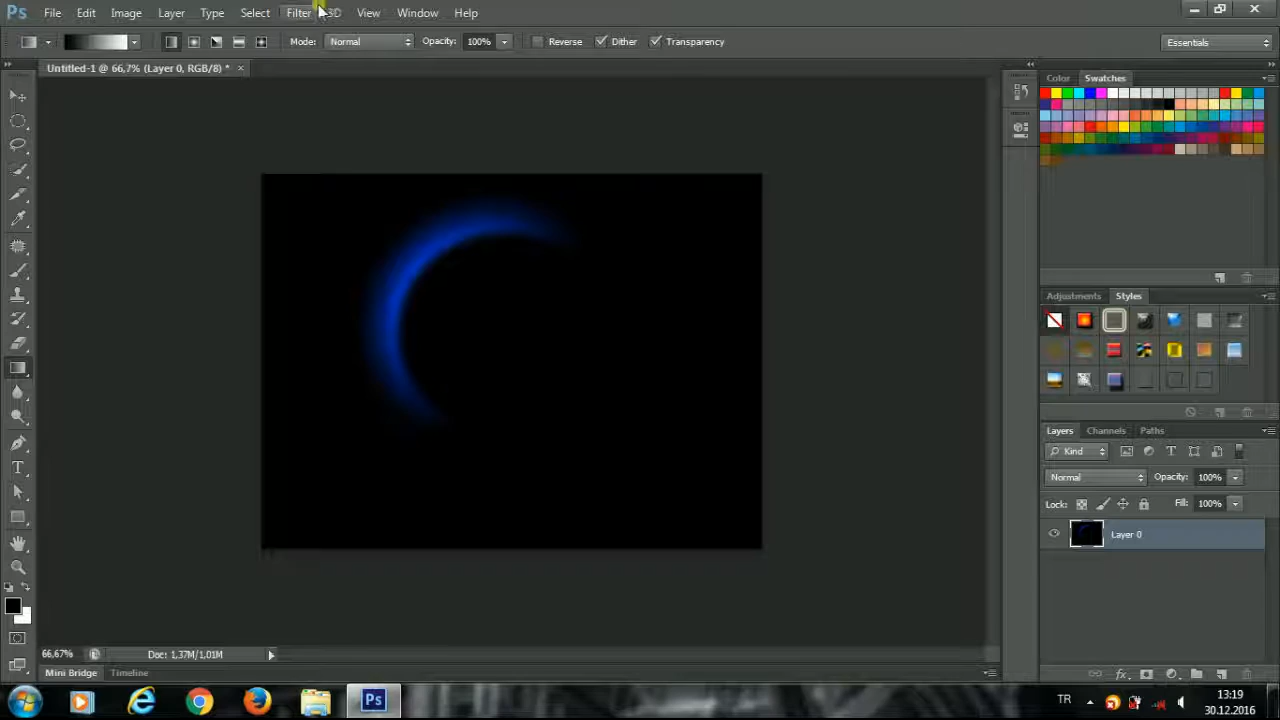 Ps File Edit Image Layer Type Select Filter 3D View Window Help
Mode: Normal Opacity: 100% Reverse Dither Transparency Essentials
Untitled-1 @ 66,7% (Layer 0, RGB/8) * ×
Color Swatches
Adjustments Styles
Layers Channels Paths
Kind
Normal Opacity: 100%
Lock: Fill: 100%
Layer 0
66,67% Doc: 1,37M/1,01M
Mini Bridge Timeline
Ps TR 13:19
30.12.2016